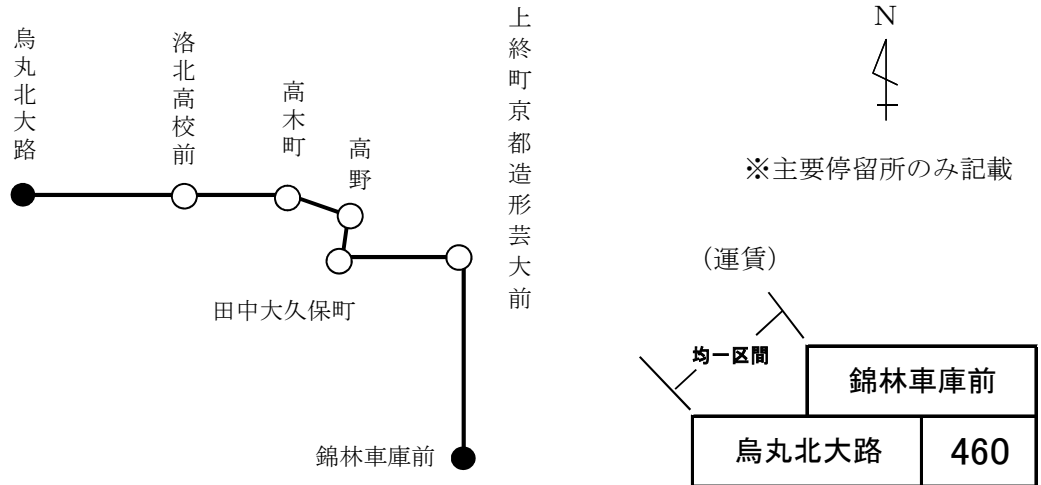 烏丸北大路
洛北高校前
高木町
高野
上終町京都造形芸大前
田中大久保町
錦林車庫前
N
※主要停留所のみ記載
(運賃)
均一区間
錦林車庫前
烏丸北大路 460